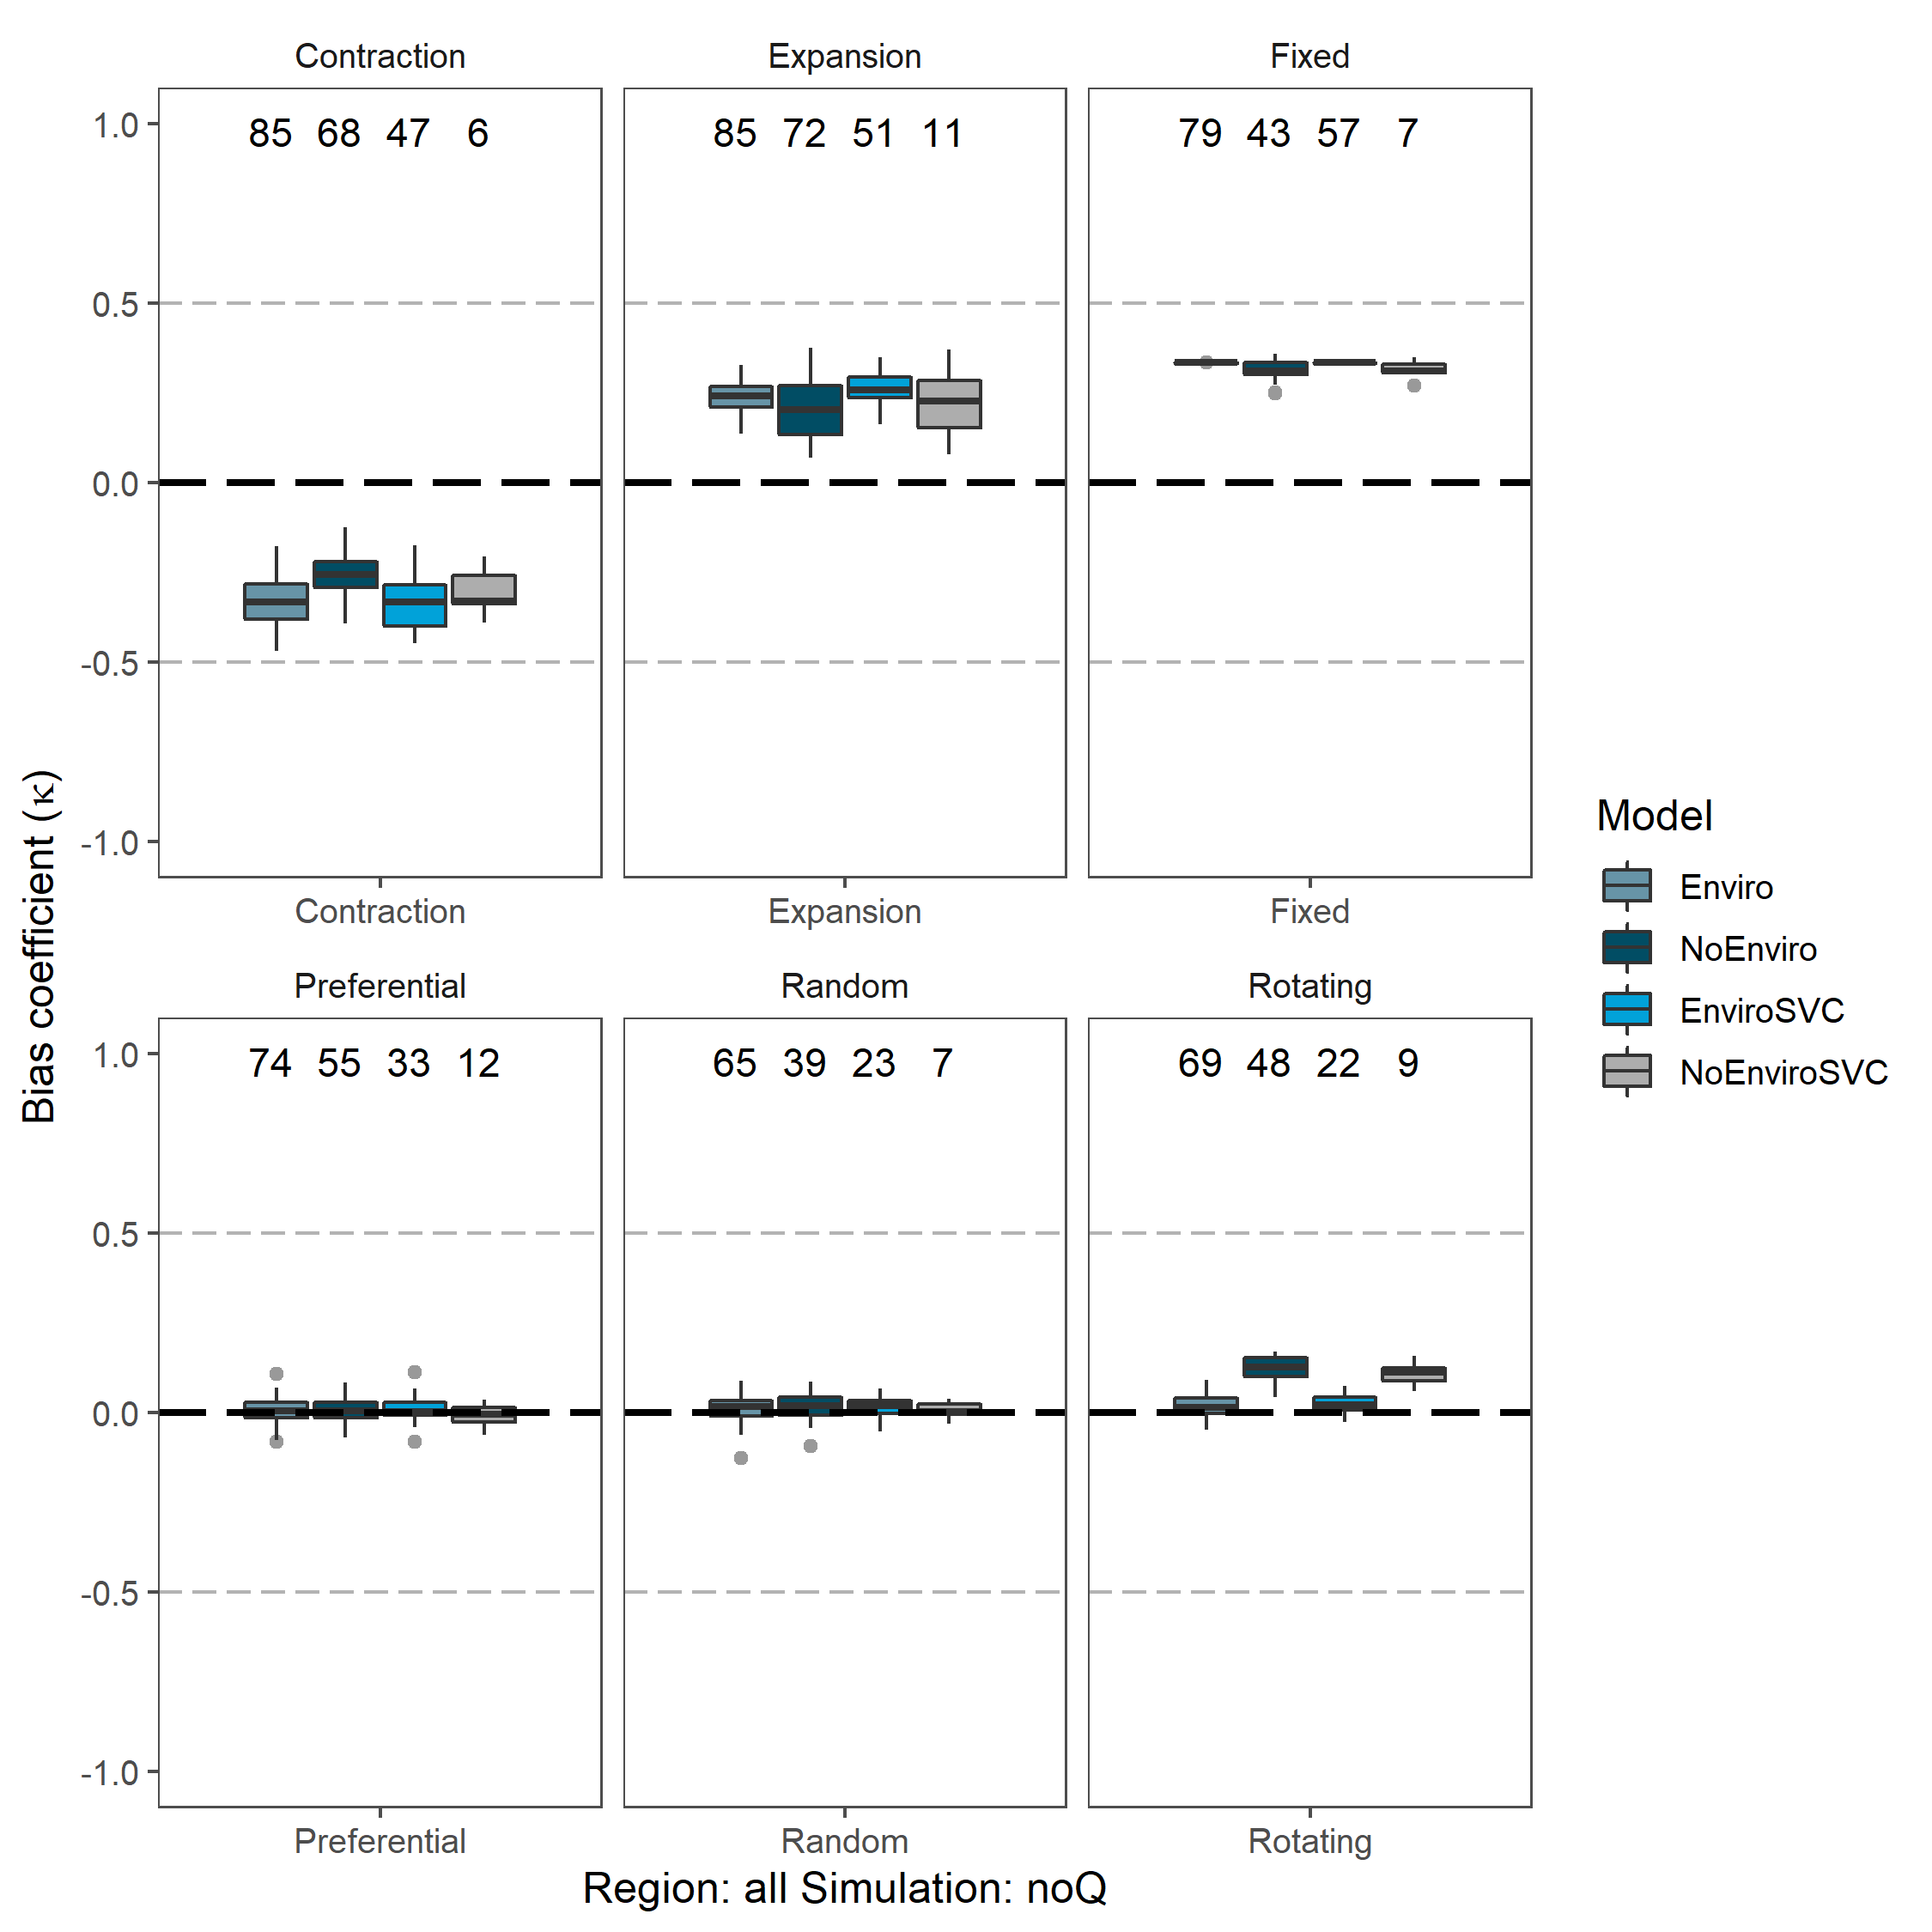 Contraction Expansion Fixed
1.0
85 68 47 6
85 72 51 11
79 43 57 7
0.5
0.0
-0.5
-1.0
Contraction Expansion Fixed
Preferential Random Rotating
1.0
74 55 33 12
65 39 23 7
69 48 22 9
0.5
0.0
-0.5
-1.0
Preferential Random Rotating
Region: all Simulation: noQ
Bias coefficient (κ)
Model
Enviro
NoEnviro
EnviroSVC
NoEnviroSVC